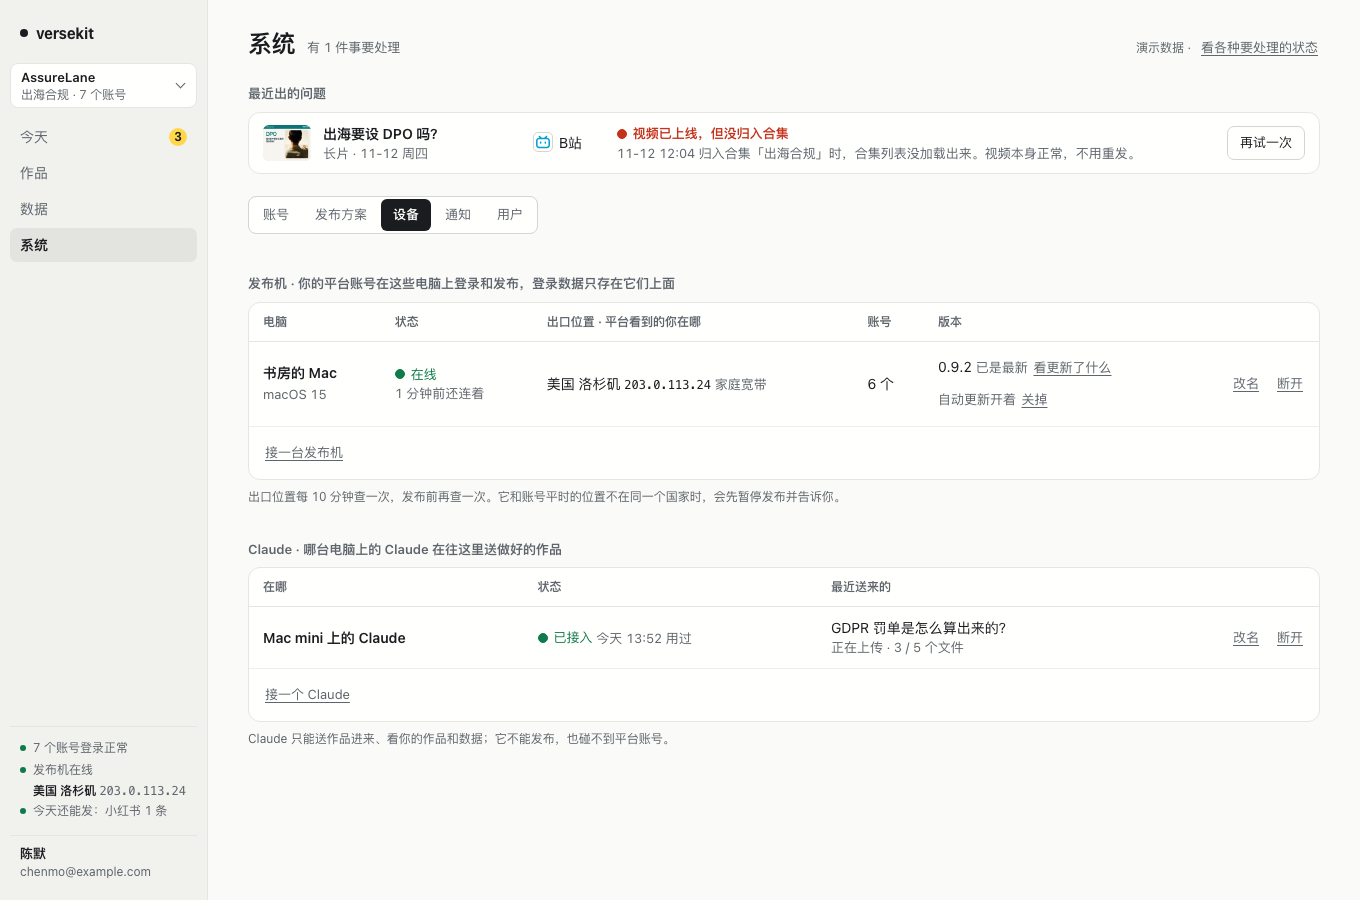 versekit
AssureLane
出海合规 · 7 个账号
今天
3
作品
数据
系统
7 个账号登录正常
发布机在线
美国 洛杉矶 203.0.113.24
今天还能发：小红书 1 条
陈默
chenmo@example.com
系统 有 1 件事要处理
演示数据 · 看各种要处理的状态
最近出的问题
DPO
出海要设 DPO 吗?
长片 · 11-12 周四
B站
视频已上线，但没归入合集
11-12 12:04 归入合集「出海合规」时，合集列表没加载出来。视频本身正常，不用重发。
再试一次
账号 发布方案 设备 通知 用户
发布机 · 你的平台账号在这些电脑上登录和发布，登录数据只存在它们上面
电脑 状态 出口位置 · 平台看到的你在哪 账号 版本
书房的 Mac
macOS 15
在线
1 分钟前还连着
美国 洛杉矶 203.0.113.24 家庭宽带
6 个
0.9.2 已是最新 看更新了什么
自动更新开着 关掉
改名 断开
接一台发布机
出口位置每 10 分钟查一次，发布前再查一次。它和账号平时的位置不在同一个国家时，会先暂停发布并告诉你。
Claude · 哪台电脑上的 Claude 在往这里送做好的作品
在哪 状态 最近送来的
Mac mini 上的 Claude
已接入 今天 13:52 用过
GDPR 罚单是怎么算出来的?
正在上传 · 3 / 5 个文件
改名 断开
接一个 Claude
Claude 只能送作品进来、看你的作品和数据；它不能发布，也碰不到平台账号。